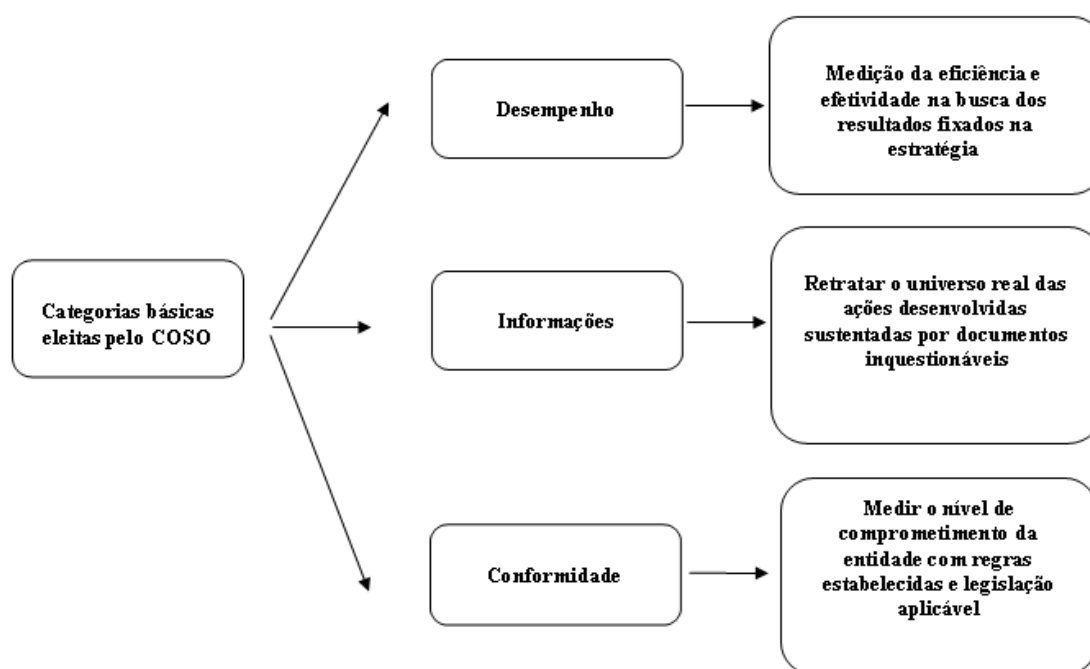 Categorias básicas
eleitas pelo COSO
Desempenho
Medição da eficiência e
efetividade na busca dos
resultados fixados na
estratégia
Informações
Retratar o universo real das
ações desenvolvidas
sustentadas por documentos
inquestionáveis
Conformidade
Medir o nível de
comprometimento da
entidade com regras
estabelecidas e legislação
aplicável